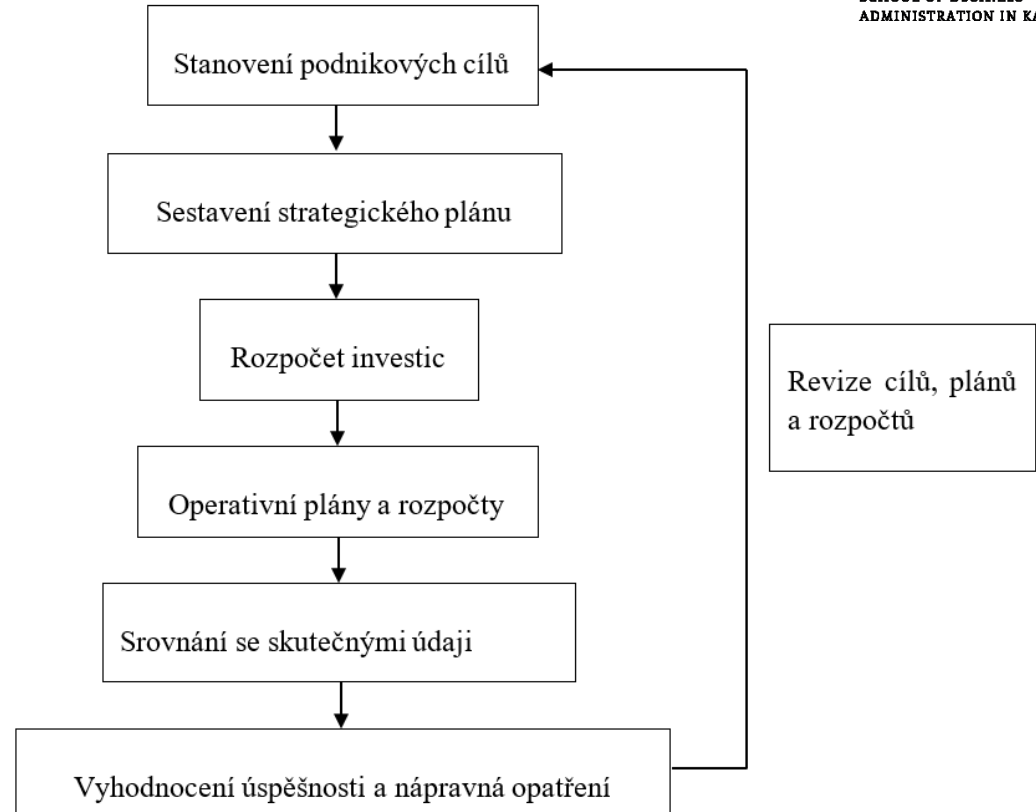 ADMINISTRATION IN KA
Stanovení podnikových cílů
Sestavení strategického plánu
Rozpočet investic
Revize cílů, plánů
a rozpočtů
Operativní plány a rozpočty
Srovnání se skutečnými údaji
Vyhodnocení úspěšnosti a nápravná opatření